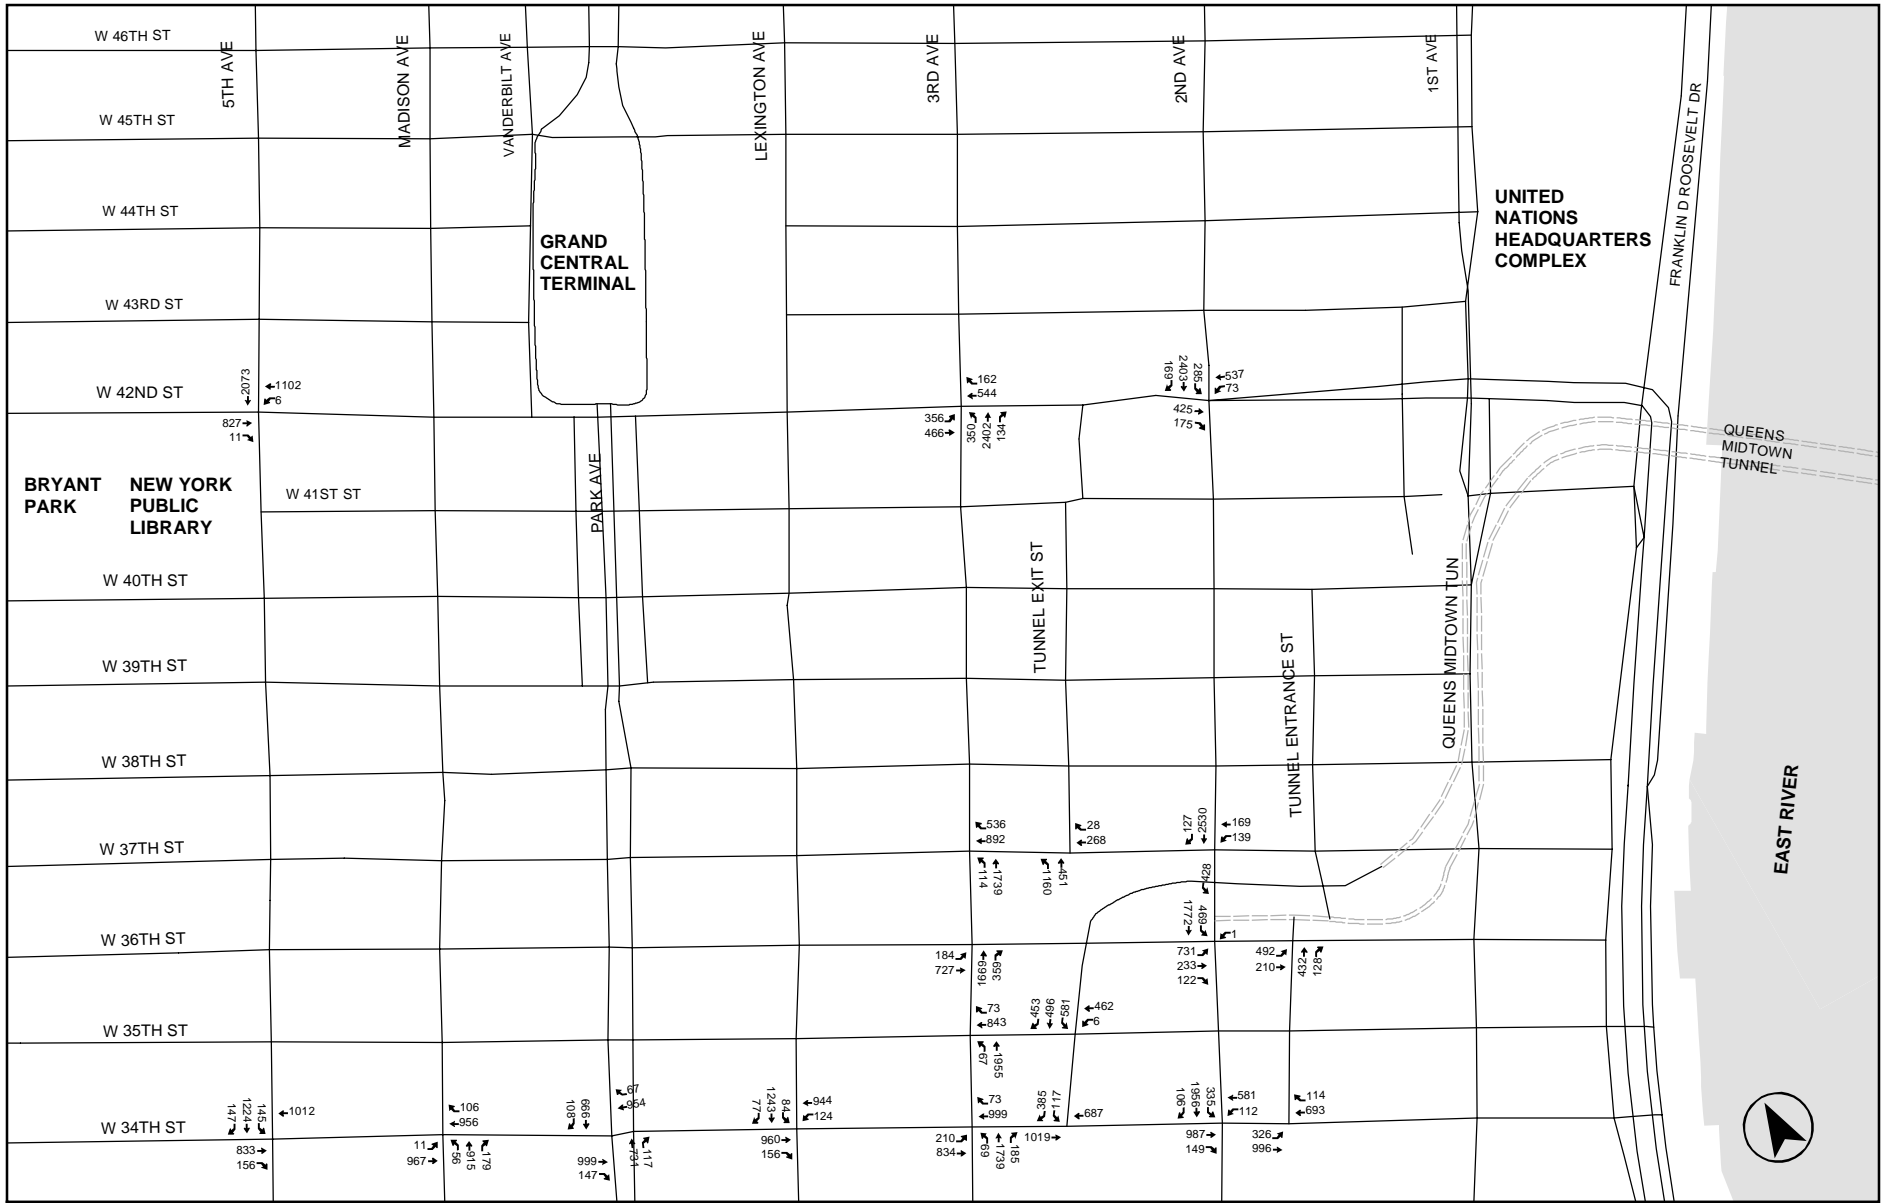 W 46TH ST
5TH AVE
MADISON AVE
VANDERBILT AVE
LEXINGTON AVE
3RD AVE
2ND AVE
1ST AVE
FRANKLIN D ROOSEVELT DR
W 45TH ST
W 44TH ST
UNITED
NATIONS
HEADQUARTERS
COMPLEX
GRAND
CENTRAL
TERMINAL
W 43RD ST
W 42ND ST
2073
1102
6
827
11
162
544
356
466
350
2402
134
169
2403
285
537
73
425
175
QUEENS
MIDTOWN
TUNNEL
BRYANT
PARK
NEW YORK
PUBLIC
LIBRARY
W 41ST ST
PARK AVE
W 40TH ST
TUNNEL EXIT ST
QUEENS MIDTOWN TUN
W 39TH ST
TUNNEL ENTRANCE ST
W 38TH ST
EAST RIVER
W 37TH ST
536
892
114
1739
28
268
1160
451
127
2530
169
139
428
W 36TH ST
184
727
1669
359
1772
469
1
731
233
122
492
210
432
128
W 35TH ST
73
843
67
1955
453
496
581
462
6
W 34TH ST
147
1224
145
1012
833
156
106
956
11
967
56
915
179
108
666
67
954
999
147
731
117
77
1243
84
944
124
960
156
73
999
210
834
69
1739
185
385
117
687
1019
106
1956
335
581
112
987
149
114
693
326
996